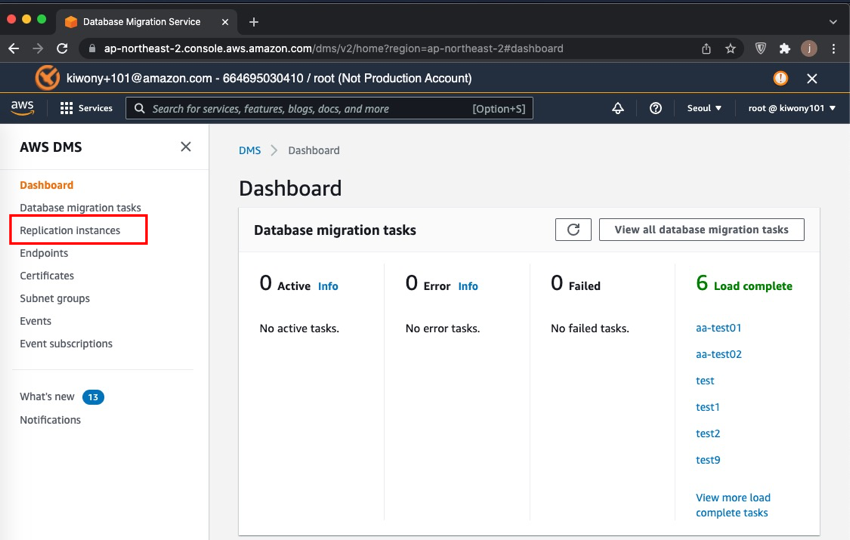 Database Migration Service
ap-northeast-2.console.aws.amazon.com/dms/v2/home?region=ap-northeast-2#dashboard
j
kiwony+101@amazon.com - 664695030410 / root (Not Production Account)
aws
Services
Search for services, features, blogs, docs, and more
[Option+S]
Seoul
root @ kiwony101
AWS DMS
Dashboard
Database migration tasks
Replication instances
Endpoints
Certificates
Subnet groups
Events
Event subscriptions
What's new 13
Notifications
DMS > Dashboard
Dashboard
Database migration tasks
View all database migration tasks
0 Active Info
No active tasks.
0 Error Info
No error tasks.
0 Failed
No failed tasks.
6 Load complete
aa-test01
aa-test02
test
test1
test2
test9
View more load
complete tasks